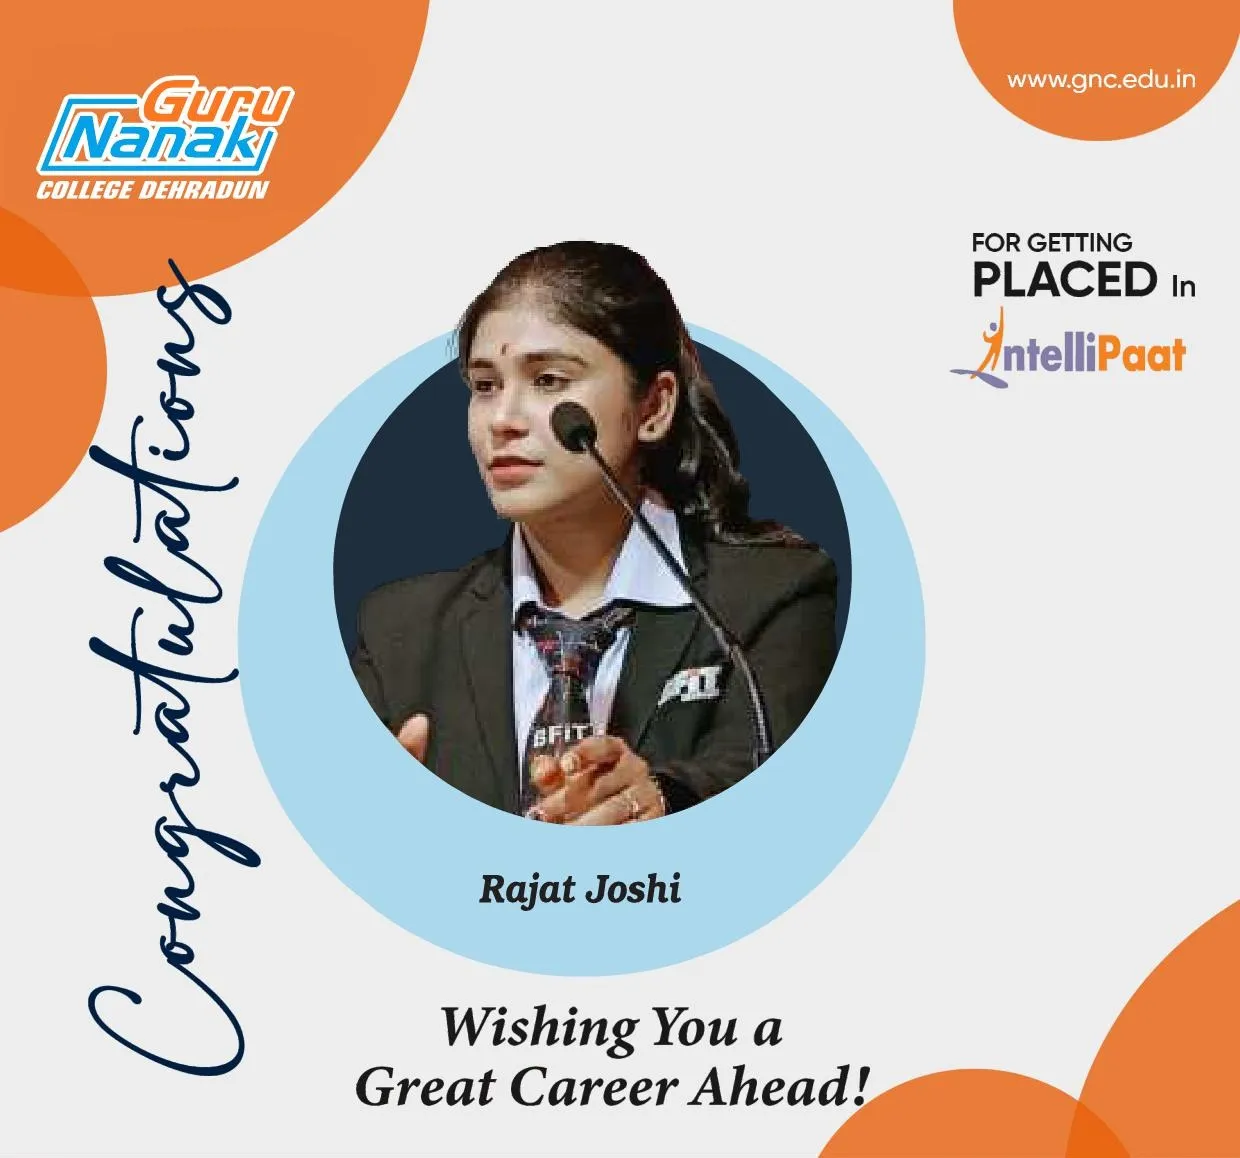 Guru
Nanak
COLLEGE DEHRADUN
www.gnc.edu.in
Congratulations
FOR GETTING
PLACED In
IntelliPaat
BFIT
Rajat Joshi
Wishing You a
Great Career Ahead!